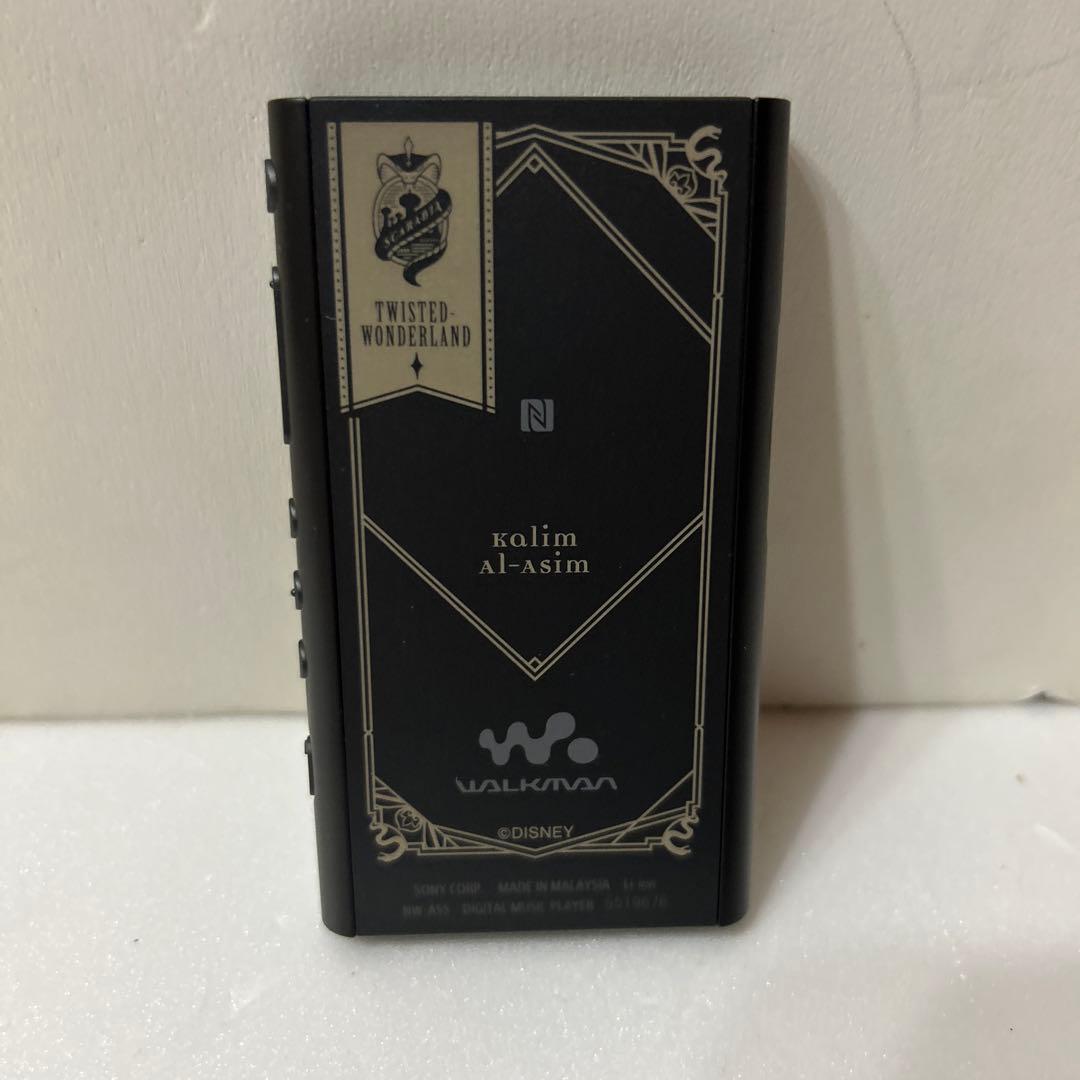 SCARABIA
TWISTED-
WONDERLAND
N
Kalim
Al-Asim
WALKMAN
©DISNEY
SONY CORP. MADE IN MALAYSIA
NW-A55 DIGITAL MUSIC PLAYER